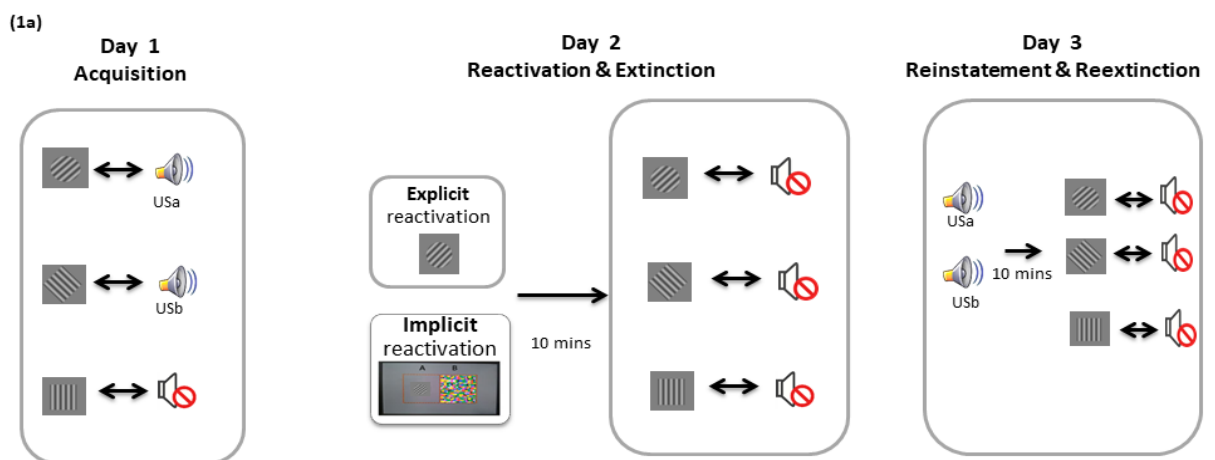 (1a)
Day 1
Acquisition
USa
USb
Day 2
Reactivation & Extinction
Explicit
reactivation
Implicit
reactivation
A B
10 mins
Day 3
Reinstatement & Reextinction
USa
USb
10 mins